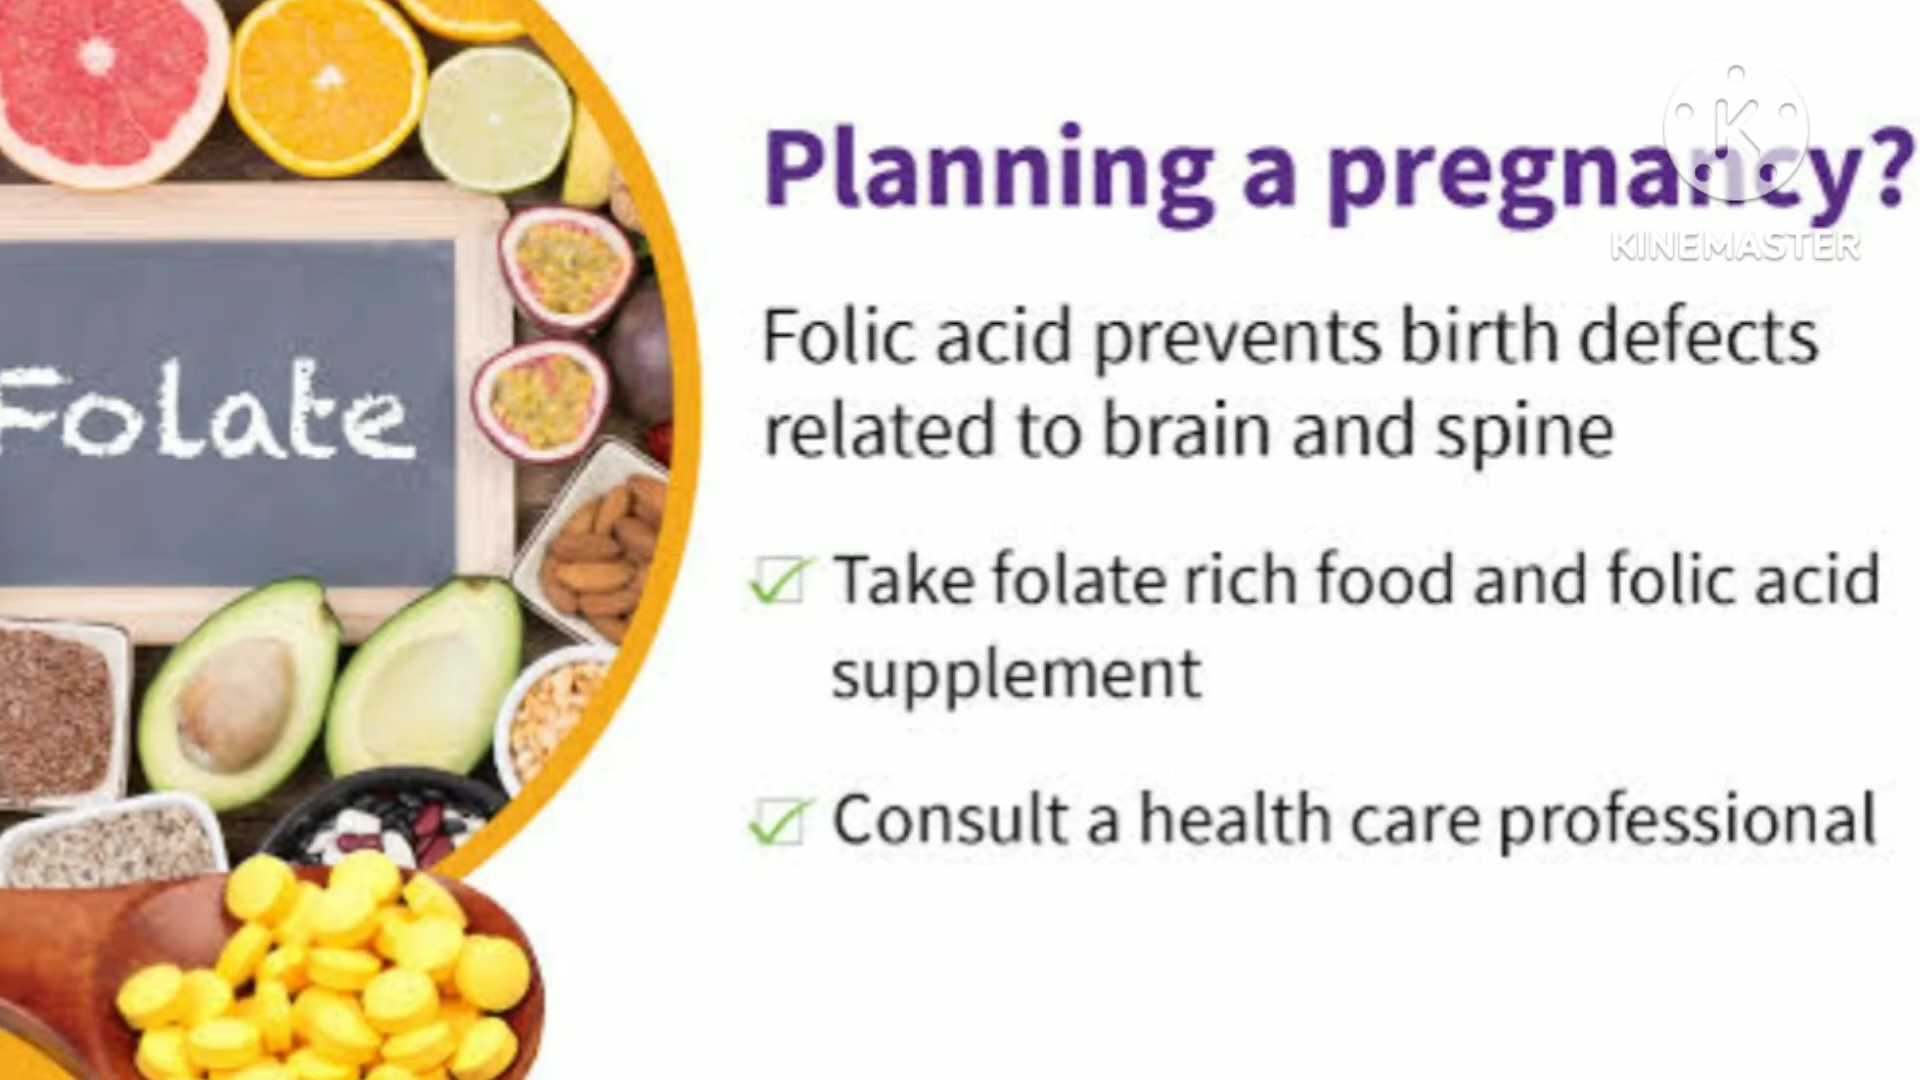 Planning a pregnancy?
KINEMASTER
Folic acid prevents birth defects
related to brain and spine
Folate
Take folate rich food and folic acid
supplement
Consult a health care professional